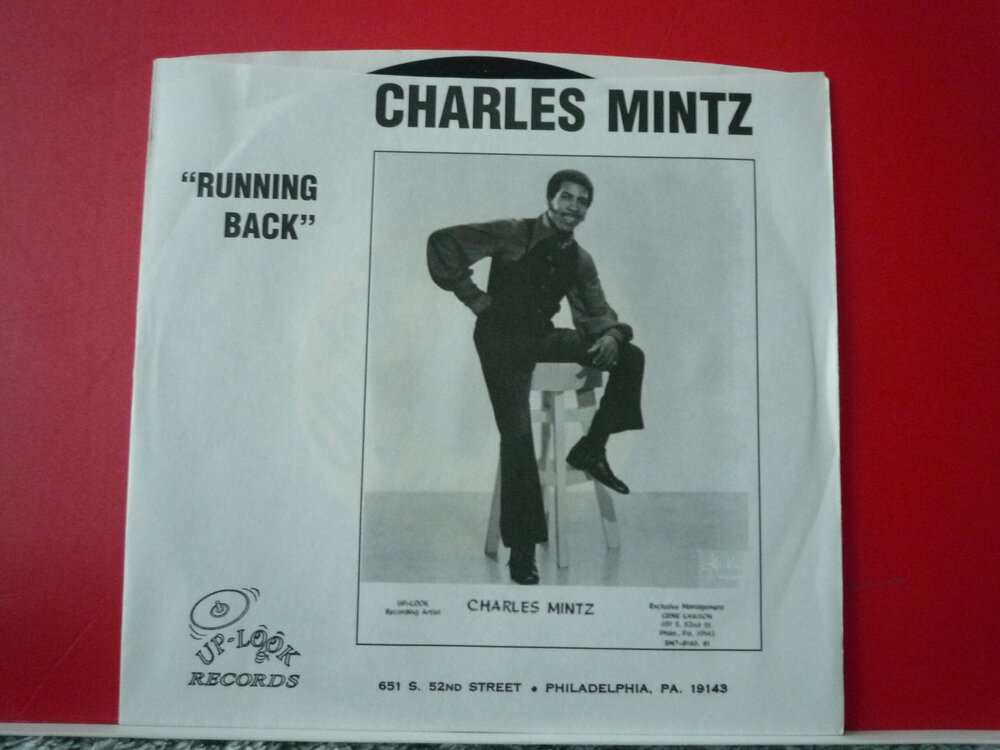 CHARLES MINTZ
“RUNNING
BACK”
UP-LOOK
Recording Artist
CHARLES MINTZ
Exclusive Management
GENE LAWSON
651 S. 52nd St.
Phila., PA. 19143
UP-LOOK
RECORDS
651 S. 52ND STREET • PHILADELPHIA, PA. 19143